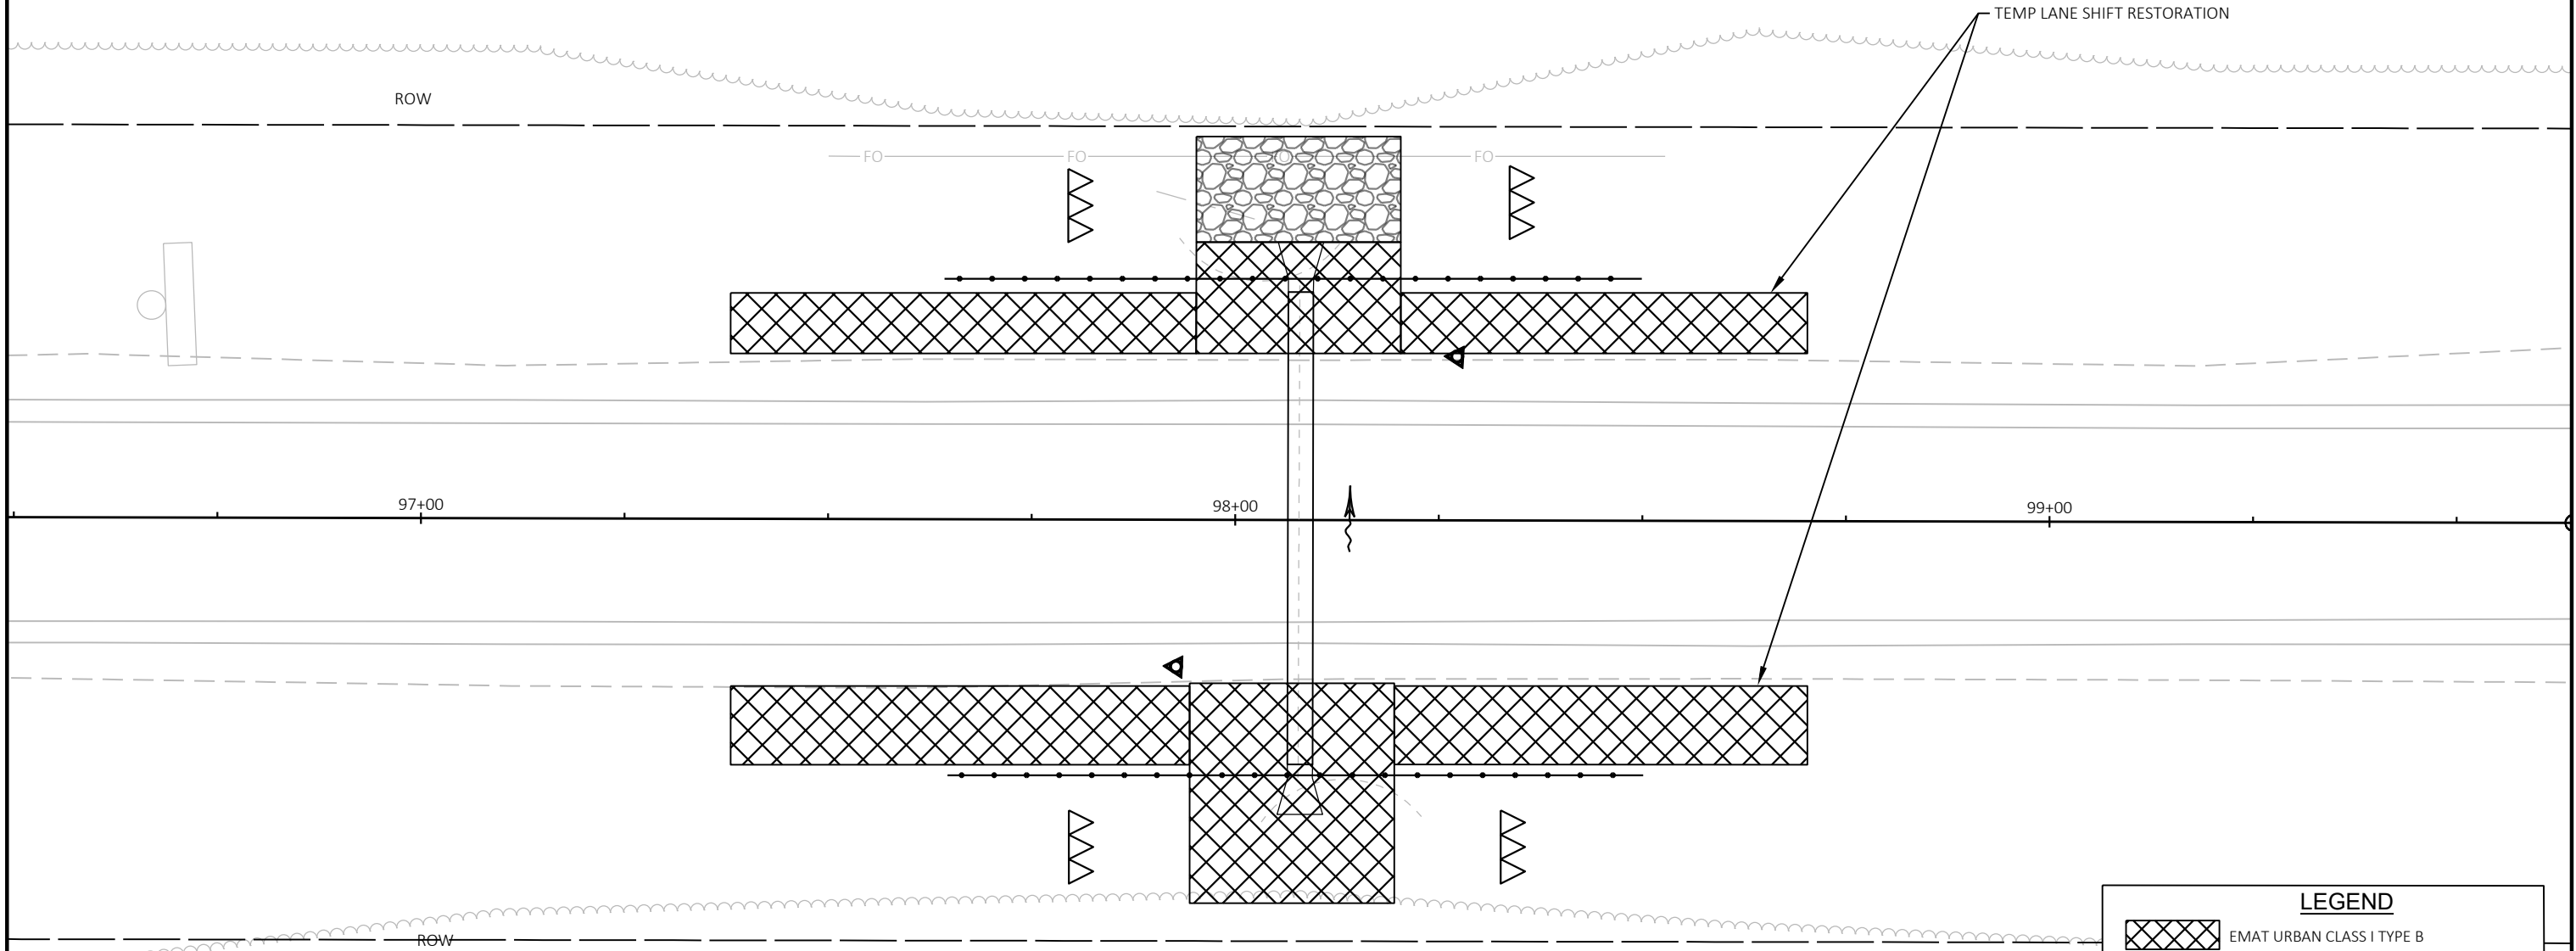 TEMP LANE SHIFT RESTORATION
ROW
FO FO FO FO
97+00 98+00 99+00
ROW
LEGEND
EMAT URBAN CLASS I TYPE B